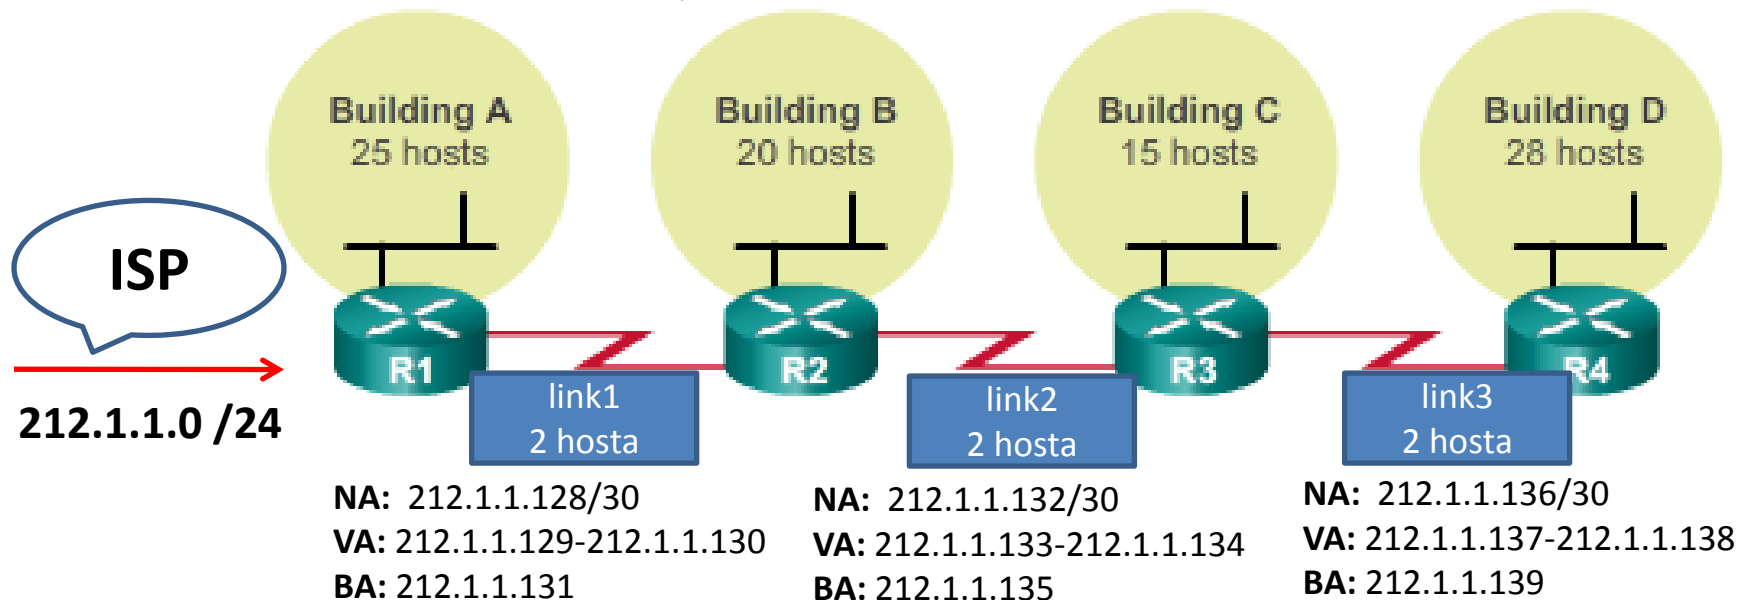 Building A
25 hosts
Building B
20 hosts
Building C
15 hosts
Building D
28 hosts
ISP
R1
R2
R3
R4
212.1.1.0 /24
link1
2 hosta
link2
2 hosta
link3
2 hosta
NA: 212.1.1.128/30
VA: 212.1.1.129-212.1.1.130
BA: 212.1.1.131
NA: 212.1.1.132/30
VA: 212.1.1.133-212.1.1.134
BA: 212.1.1.135
NA: 212.1.1.136/30
VA: 212.1.1.137-212.1.1.138
BA: 212.1.1.139